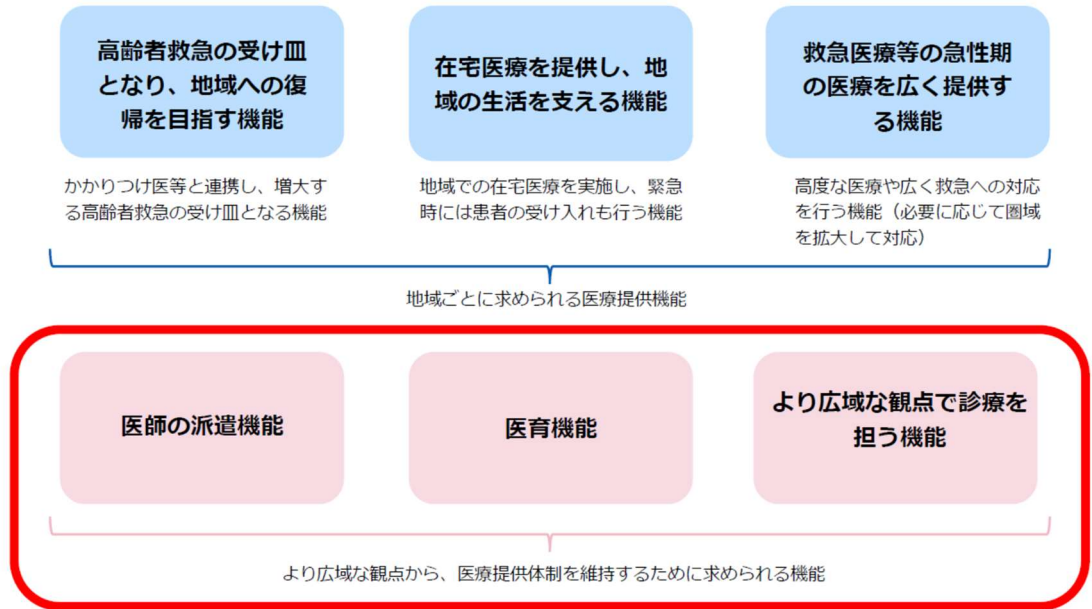 高齢者救急の受け皿
となり、地域への復
帰を目指す機能
在宅医療を提供し、地
域の生活を支える機能
救急医療等の急性期
の医療を広く提供す
る機能
かかりつけ医等と連携し、増大す
る高齢者救急の受け皿となる機能
地域での在宅医療を実施し、緊急
時には患者の受け入れも行う機能
高度な医療や広く救急への対応
を行う機能（必要に応じて圏域
を拡大して対応）
地域ごとに求められる医療提供機能
医師の派遣機能
医育機能
より広域な観点で診療を
担う機能
より広域な観点から、医療提供体制を維持するために求められる機能